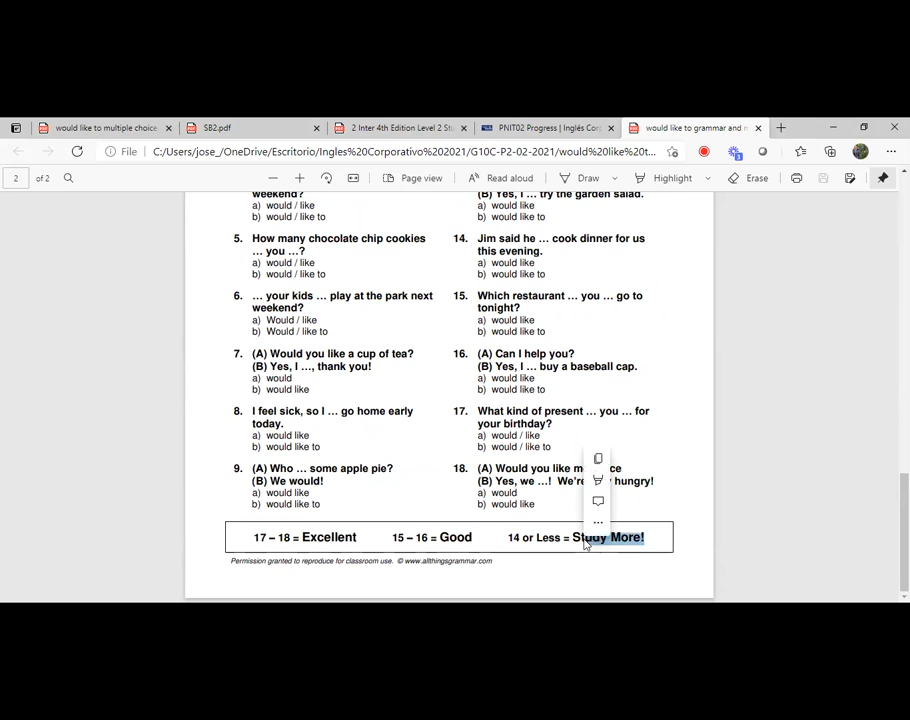 would like to multiple choice
SB2.pdf
2 Inter 4th Edition Level 2 Stu
PNIT02 Progress | Inglés Corp
would like to grammar and m
File
C:/Users/jose_/OneDrive/Escritorio/Ingles%20Corporativo%202021/G10C-P2-02-2021/would%20like%20t...
2
of 2
Page view
Read aloud
Draw
Highlight
Erase
weekend?
a) would / like
b) would / like to
5. How many chocolate chip cookies
… you …?
a) would / like
b) would / like to
6. … your kids … play at the park next
weekend?
a) Would / like
b) Would / like to
7. (A) Would you like a cup of tea?
(B) Yes, I …, thank you!
a) would
b) would like
8. I feel sick, so I … go home early
today.
a) would like
b) would like to
9. (A) Who … some apple pie?
(B) We would!
a) would like
b) would like to
(B) Yes, I … try the garden salad.
a) would like
b) would like to
14. Jim said he … cook dinner for us
this evening.
a) would like
b) would like to
15. Which restaurant … you … go to
tonight?
a) would like
b) would like to
16. (A) Can I help you?
(B) Yes, I … buy a baseball cap.
a) would like
b) would like to
17. What kind of present … you … for
your birthday?
a) would / like
b) would / like to
18. (A) Would you like
(B) Yes, we …! hungry!
a) would
b) would like
17 – 18 = Excellent 15 – 16 = Good 14 or Less = Study More!
Permission granted to reproduce for classroom use. © www.allthingsgrammar.com